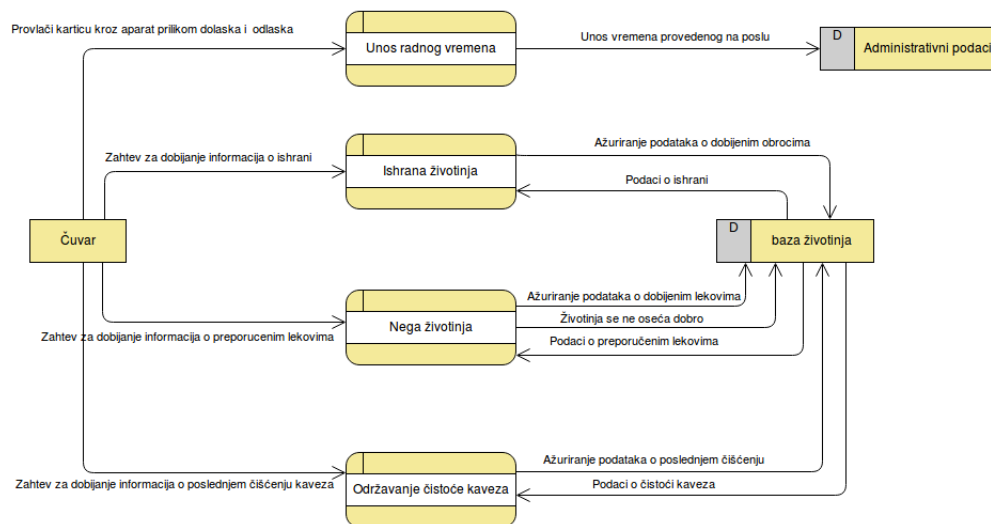 Provlači karticu kroz aparat prilikom dolaska i odlaska
Unos radnog vremena
Unos vremena provedenog na poslu
D
Administrativni podaci
Zahtev za dobijanje informacija o ishrani
Ishrana životinja
Ažuriranje podataka o dobijenim obrocima
Podaci o ishrani
Čuvar
D
baza životinja
Zahtev za dobijanje informacija o preporucenim lekovima
Nega životinja
Ažuriranje podataka o dobijenim lekovima
Životinja se ne oseća dobro
Podaci o preporučenim lekovima
Zahtev za dobijanje informacija o poslednjem čišćenju kaveza
Održavanje čistoće kaveza
Ažuriranje podataka o poslednjem čišćenju
Podaci o čistoći kaveza